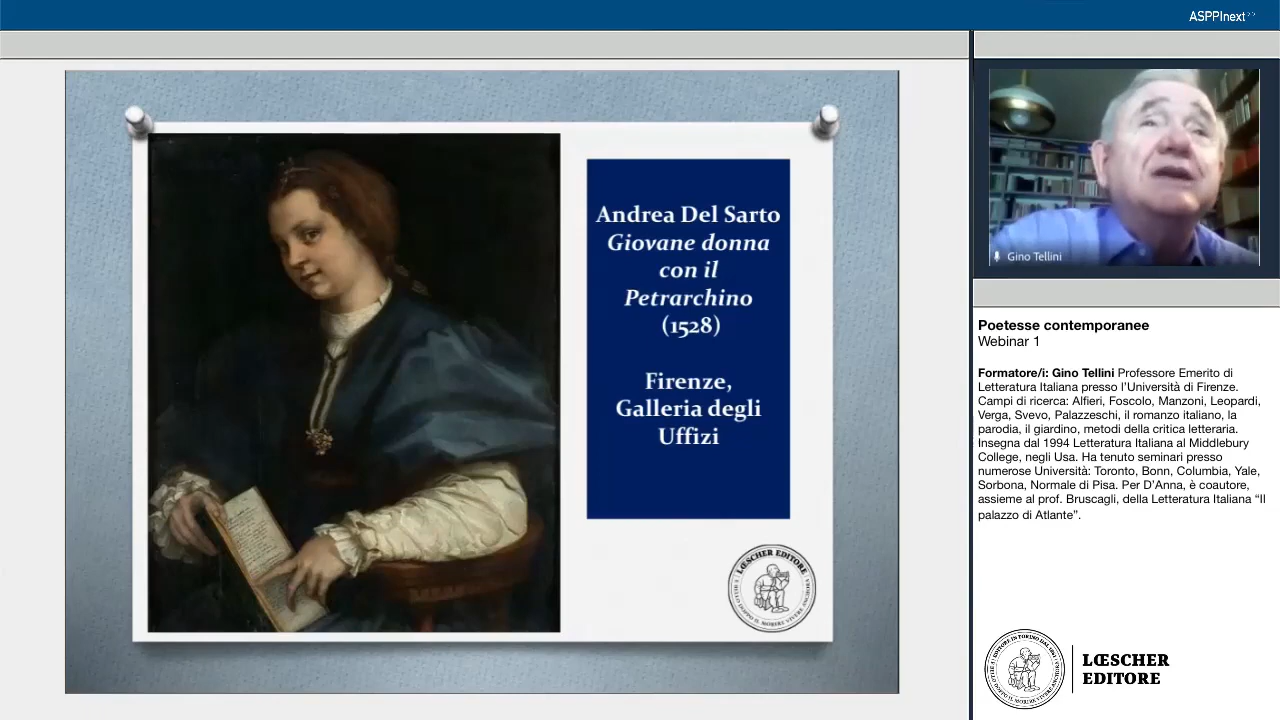 ASPPInext>>
Andrea Del Sarto
Giovane donna
con il
Petrarchino
(1528)
Firenze,
Galleria degli
Uffizi
LŒSCHER EDITORE
Gino Tellini
Poetesse contemporanee
Webinar 1
Formatore/i: Gino Tellini Professore Emerito di
Letteratura Italiana presso l’Università di Firenze.
Campi di ricerca: Alfieri, Foscolo, Manzoni, Leopardi,
Verga, Svevo, Palazzeschi, il romanzo italiano, la
parodia, il giardino, metodi della critica letteraria.
Insegna dal 1994 Letteratura Italiana al Middlebury
College, negli Usa. Ha tenuto seminari presso
numerose Università: Toronto, Bonn, Columbia, Yale,
Sorbona, Normale di Pisa. Per D’Anna, è coautore,
assieme al prof. Bruscagli, della Letteratura Italiana “Il
palazzo di Atlante”.
LŒSCHER
EDITORE